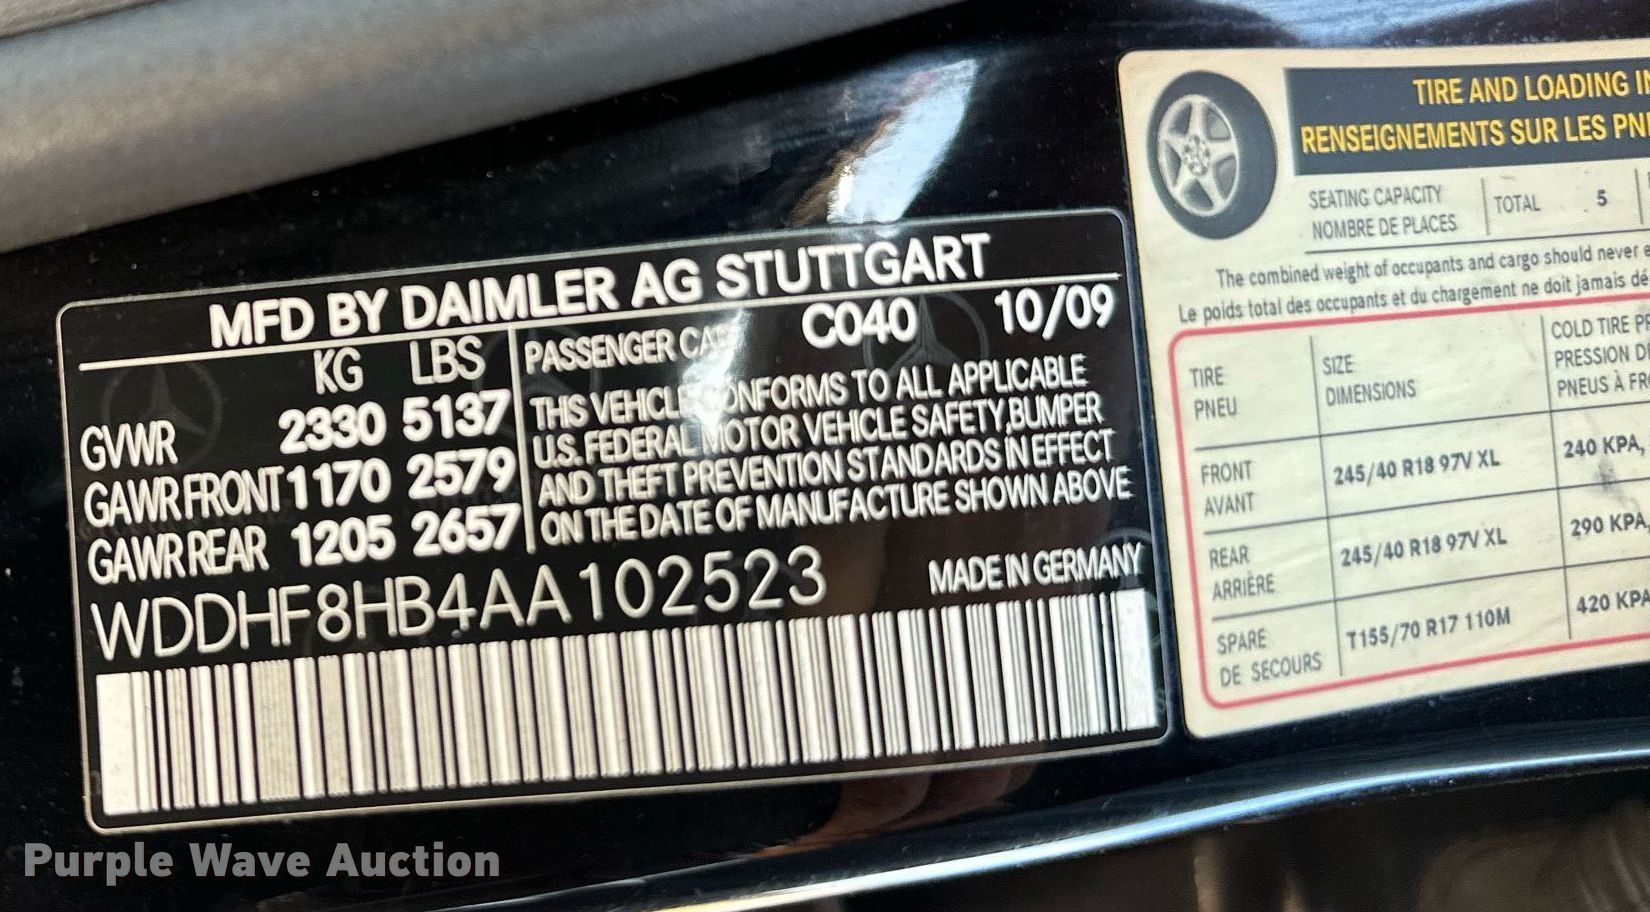 MFD BY DAIMLER AG STUTTGART
KG LBS
GVWR 2330 5137
GAWR FRONT 1170 2579
GAWR REAR 1205 2657
PASSENGER CAR C040 10/09
THIS VEHICLE CONFORMS TO ALL APPLICABLE
U.S. FEDERAL MOTOR VEHICLE SAFETY,BUMPER
AND THEFT PREVENTION STANDARDS IN EFFECT
ON THE DATE OF MANUFACTURE SHOWN ABOVE
WDDHF8HB4AA102523
MADE IN GERMANY
TIRE AND LOADING
RENSEIGNEMENTS SUR LES
SEATING CAPACITY
NOMBRE DE PLACES
TOTAL 5
The combined weight of occupants and cargo should never
Le poids total des occupants et du chargement ne doit jamais
TIRE
PNEU
SIZE
DIMENSIONS
COLD TIRE
PRESSION
PNEUS À
FRONT
AVANT
245/40 R18 97V XL
240 KPA,
REAR
ARRIÈRE
245/40 R18 97V XL
290 KPA,
SPARE
DE SECOURS
T155/70 R17 110M
420 KPA
Purple Wave Auction